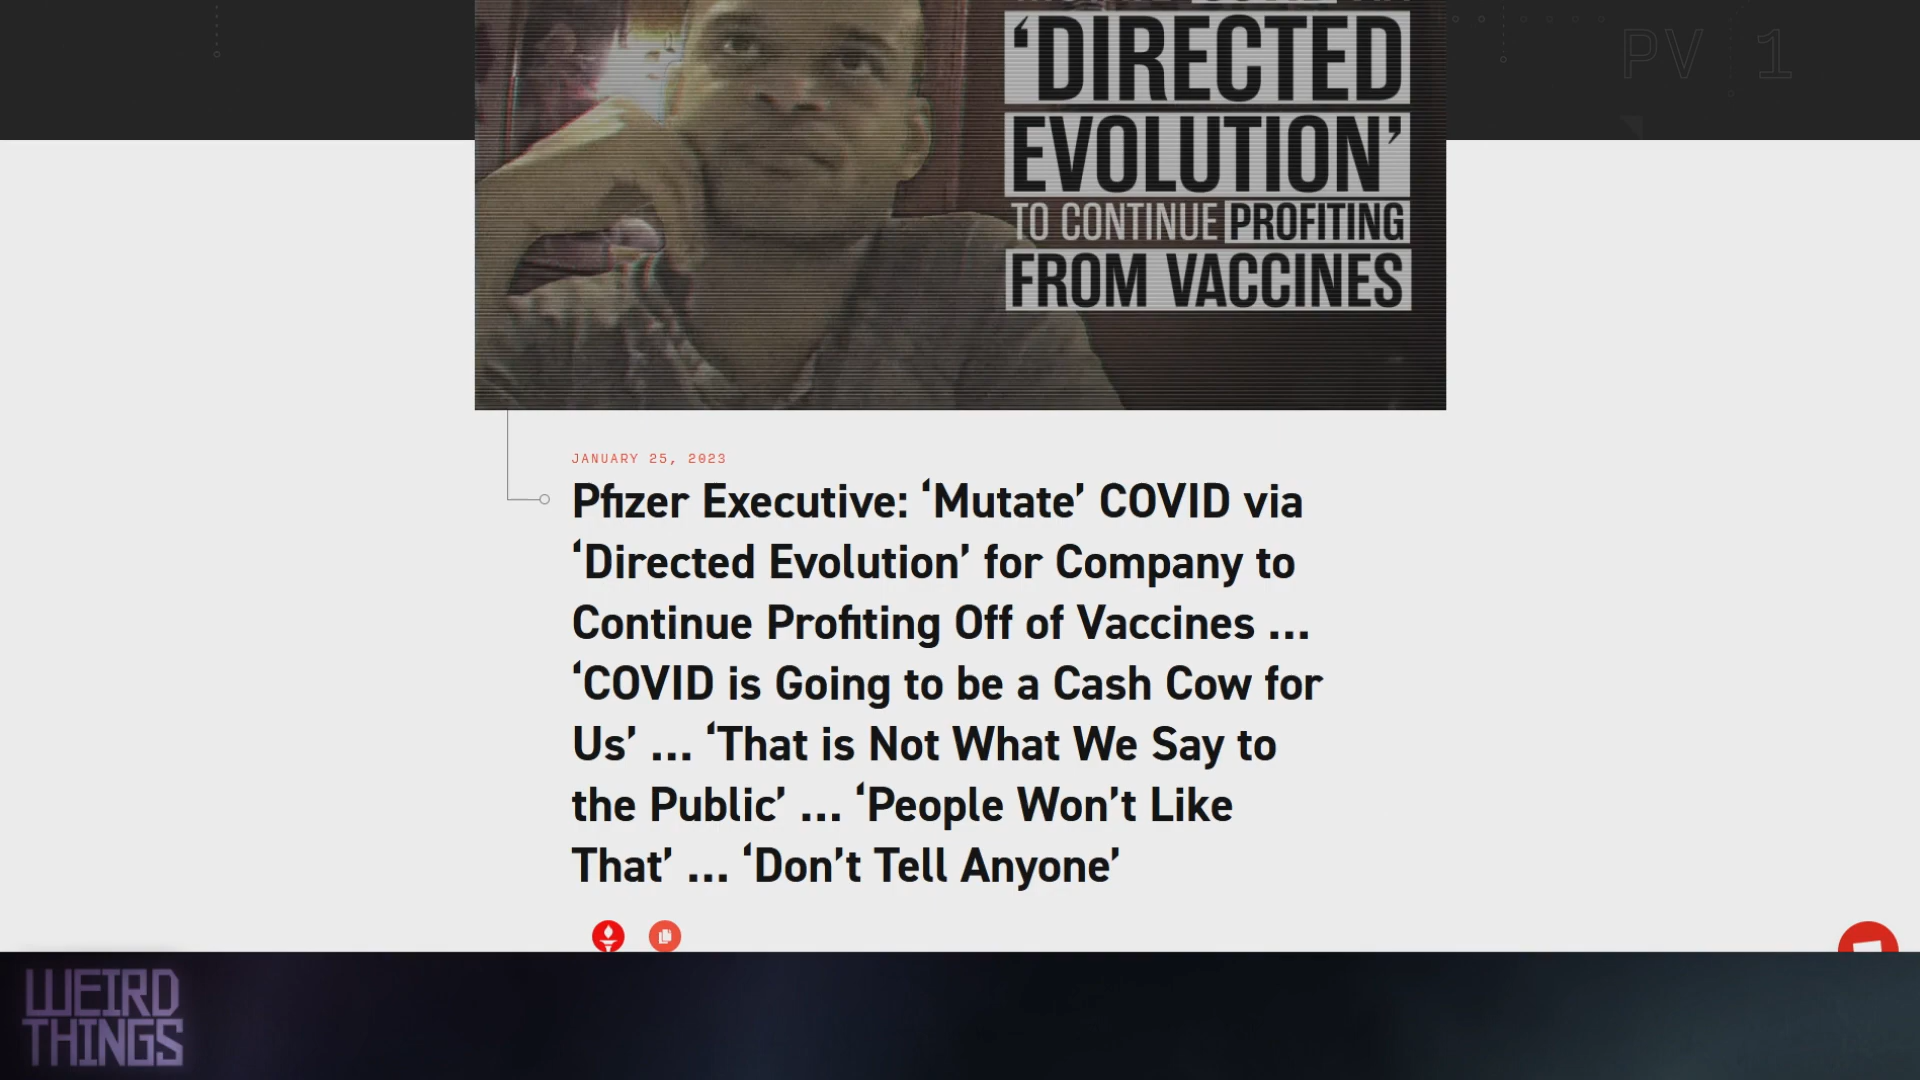 ‘DIRECTED
EVOLUTION’
TO CONTINUE PROFITING
FROM VACCINES
PV 1
JANUARY 25, 2023
Pfizer Executive: ‘Mutate’ COVID via
‘Directed Evolution’ for Company to
Continue Profiting Off of Vaccines ...
‘COVID is Going to be a Cash Cow for
Us’ ... ‘That is Not What We Say to
the Public’ ... ‘People Won’t Like
That’ ... ‘Don’t Tell Anyone’
WEIRD
THINGS